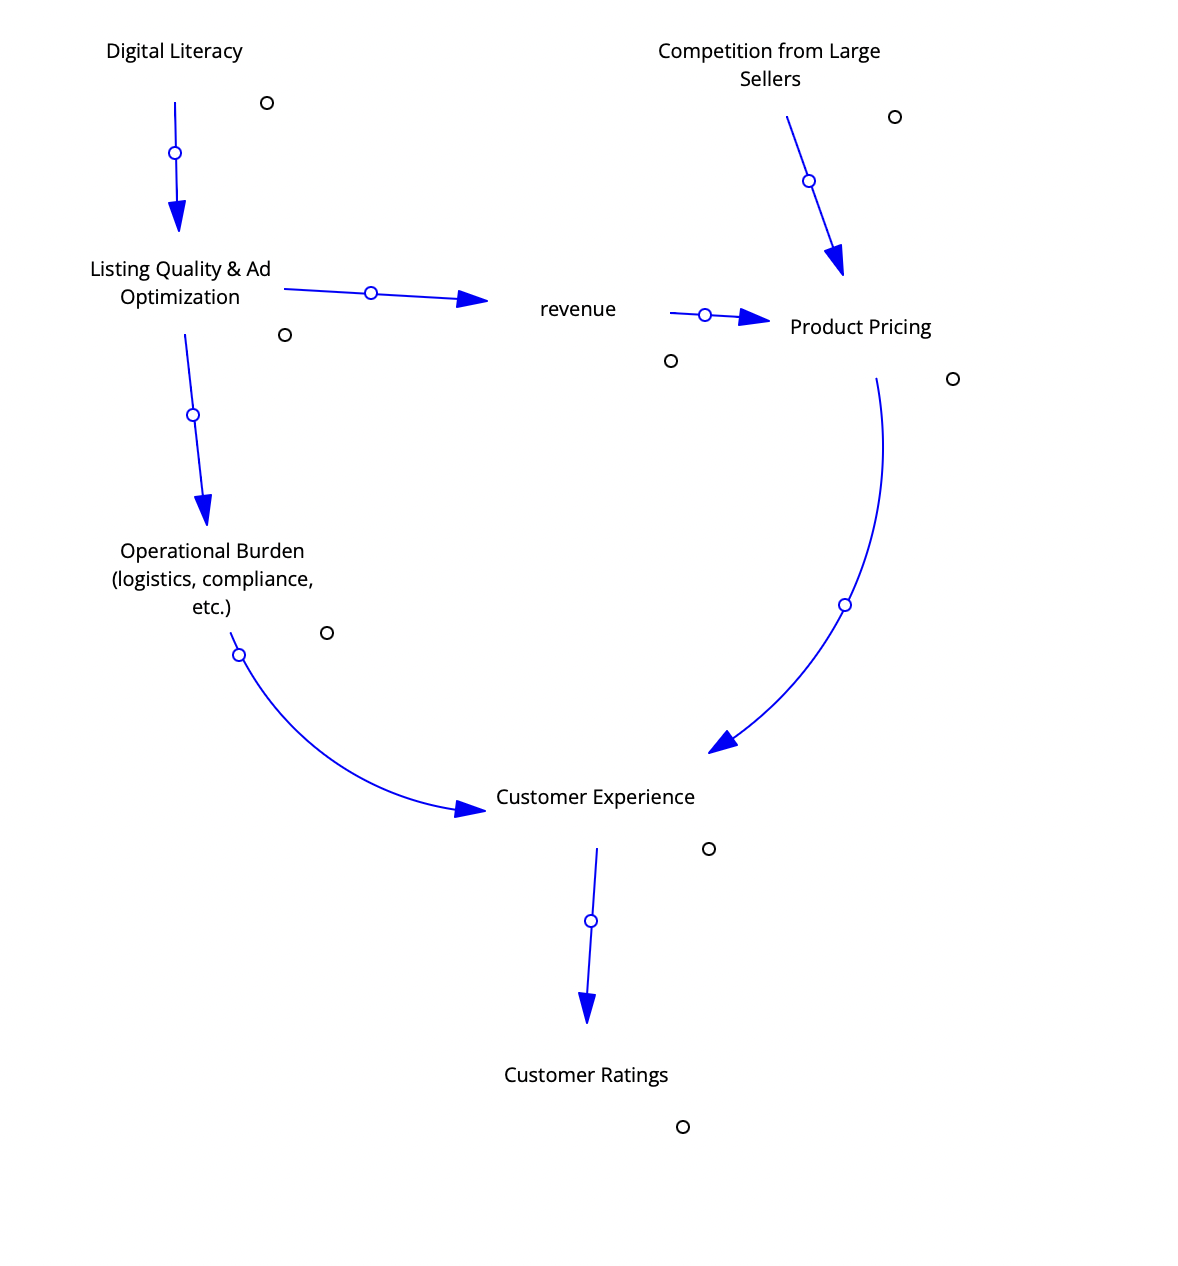 Digital Literacy
Competition from Large
Sellers
Listing Quality & Ad
Optimization
revenue
Product Pricing
Operational Burden
(logistics, compliance,
etc.)
Customer Experience
Customer Ratings